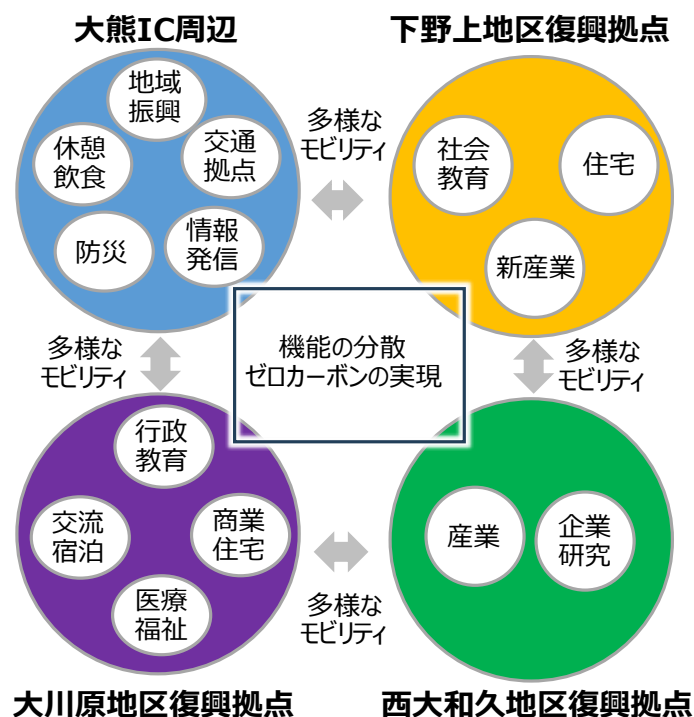 大熊IC周辺
下野上地区復興拠点
地域
振興
休憩
飲食
交通
拠点
防災
情報
発信
多様な
モビリティ
社会
教育
住宅
新産業
機能の分散
ゼロカーボンの実現
多様な
モビリティ
多様な
モビリティ
行政
教育
交流
宿泊
商業
住宅
医療
福祉
多様な
モビリティ
産業
企業
研究
大川原地区復興拠点
西大和久地区復興拠点